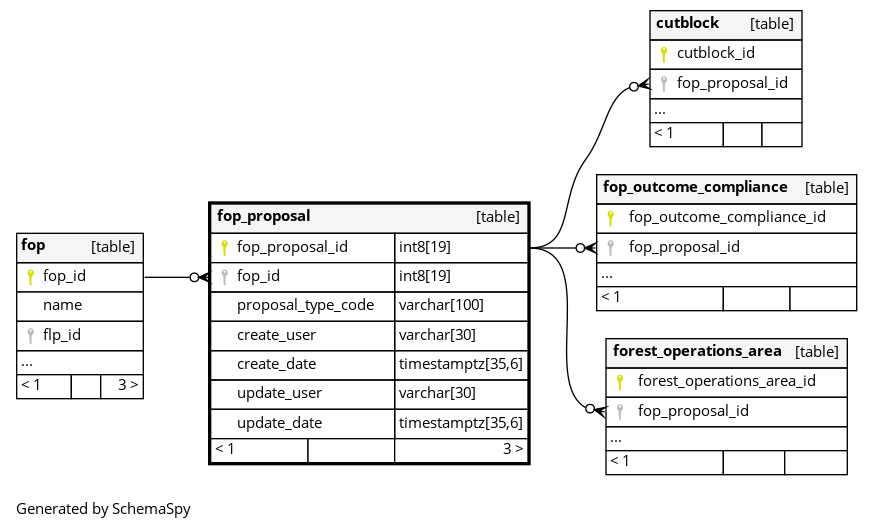 cutblock [table]
cutblock_id
fop_proposal_id
...
< 1
fop_outcome_compliance [table]
fop_outcome_compliance_id
fop_proposal_id
...
< 1
fop_proposal [table]
fop_proposal_id int8[19]
fop_id int8[19]
proposal_type_code varchar[100]
create_user varchar[30]
create_date timestamptz[35,6]
update_user varchar[30]
update_date timestamptz[35,6]
< 1 3 >
fop [table]
fop_id
name
flp_id
...
< 1 3 >
forest_operations_area [table]
forest_operations_area_id
fop_proposal_id
...
< 1
Generated by SchemaSpy